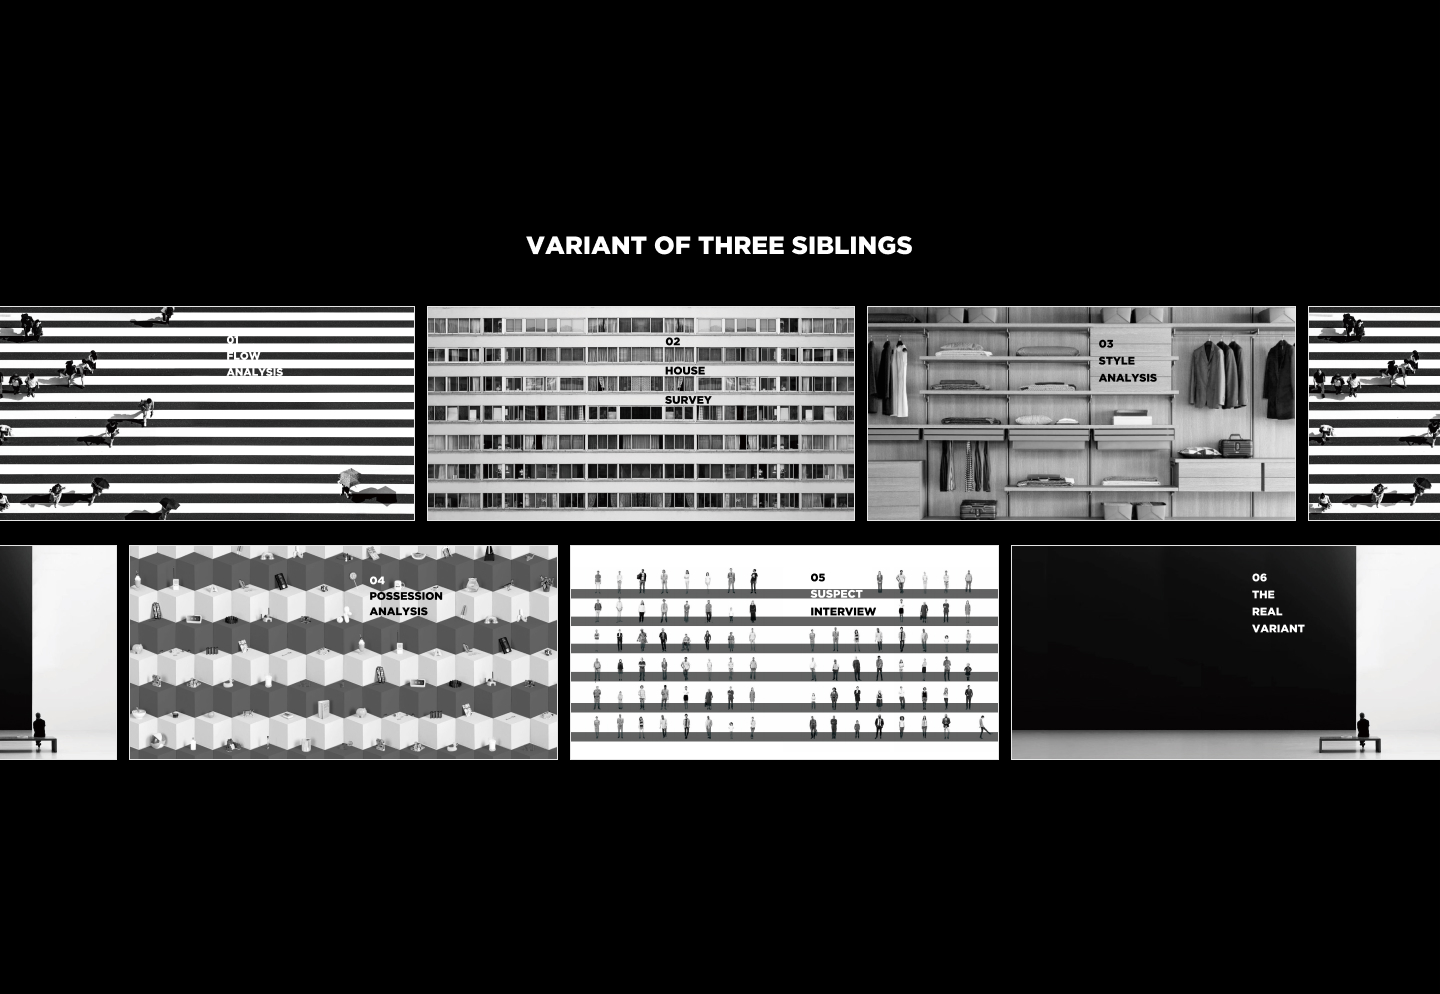 VARIANT OF THREE SIBLINGS
01
FLOW
ANALYSIS
02
HOUSE
SURVEY
03
STYLE
ANALYSIS
04
POSSESSION
ANALYSIS
05
SUSPECT
INTERVIEW
06
THE
REAL
VARIANT